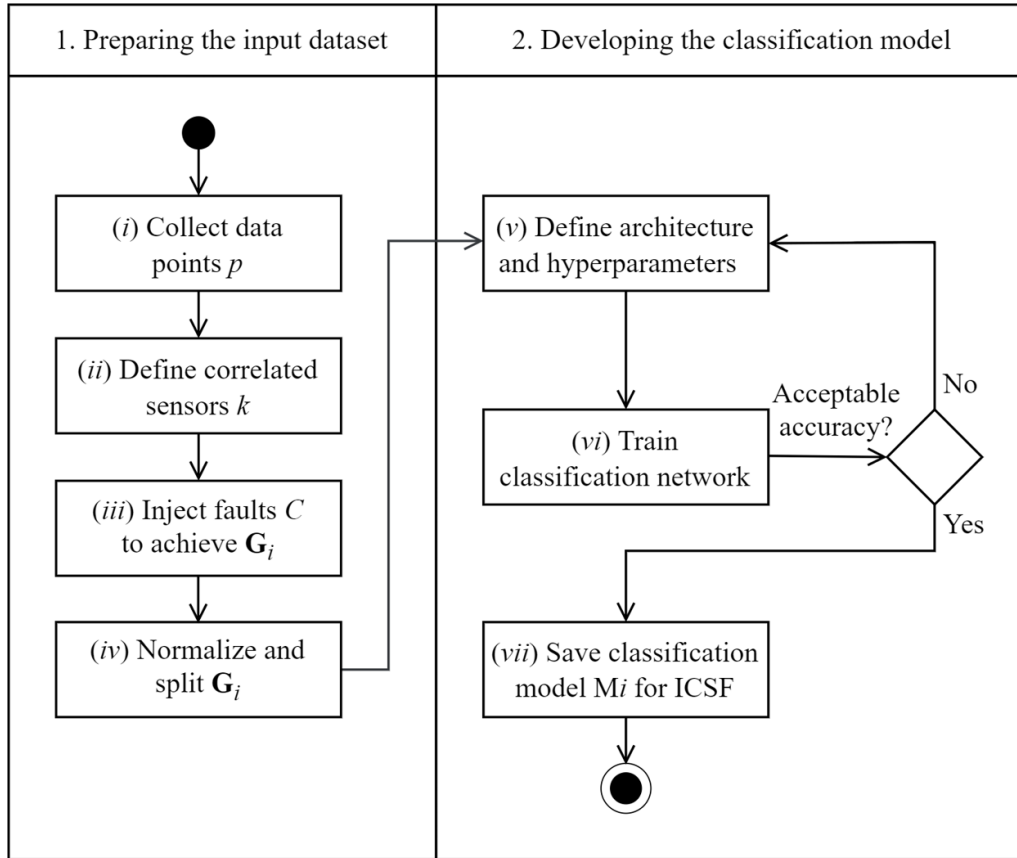 1. Preparing the input dataset
2. Developing the classification model
(i) Collect data
points p
(ii) Define correlated
sensors k
(iii) Inject faults C
to achieve Gi
(iv) Normalize and
split Gi
(v) Define architecture
and hyperparameters
(vi) Train
classification network
Acceptable
accuracy?
No
Yes
(vii) Save classification
model Mi for ICSF